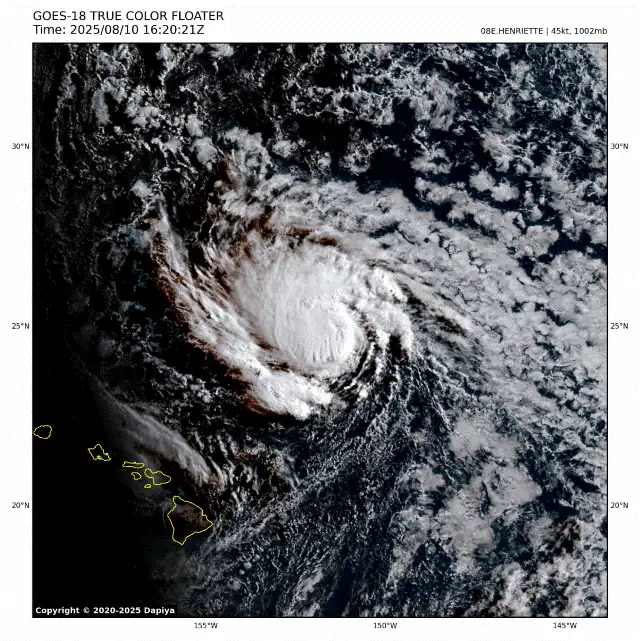 GOES-18 TRUE COLOR FLOATER
Time: 2025/08/10 16:20:21Z
08E.HENRIETTE | 45kt, 1002mb
30°N
30°N
25°N
25°N
20°N
20°N
Copyright © 2020-2025 Dapiya
155°W
150°W
145°W